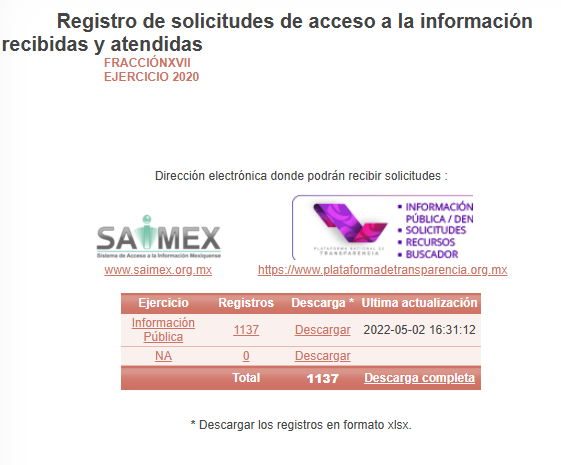 Registro de solicitudes de acceso a la información
recibidas y atendidas
FRACCIÓNXVII
EJERCICIO 2020
Dirección electrónica donde podrán recibir solicitudes :
SAIMEX
Sistema de Acceso a la Información Mexiquense
www.saimex.org.mx
PLATAFORMA NACIONAL DE
TRANSPARENCIA
• INFORMACIÓN
PÚBLICA / DEN
• SOLICITUDES
• RECURSOS
• BUSCADOR
https://www.plataformadetransparencia.org.mx
Ejercicio Registros Descarga * Ultima actualización
Información
Pública 1137 Descargar 2022-05-02 16:31:12
NA 0 Descargar
Total 1137 Descarga completa
* Descargar los registros en formato xlsx.